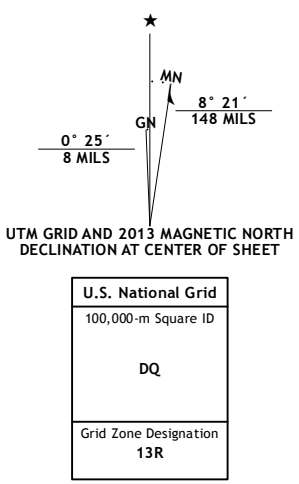 ★
MN
8° 21´
148 MILS
GN
0° 25´
8 MILS
UTM GRID AND 2013 MAGNETIC NORTH
DECLINATION AT CENTER OF SHEET
U.S. National Grid
100,000-m Square ID
DQ
Grid Zone Designation
13R